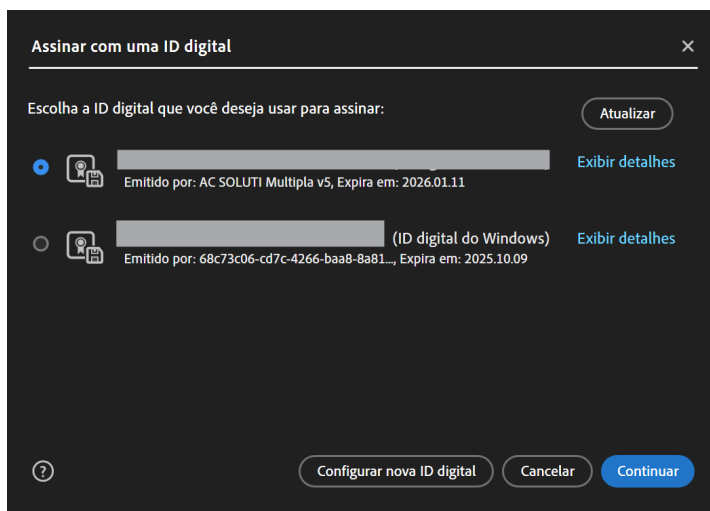 Assinar com uma ID digital
Escolha a ID digital que você deseja usar para assinar:
Atualizar
Exibir detalhes
Emitido por: AC SOLUTI Multipla v5, Expira em: 2026.01.11
(ID digital do Windows)
Exibir detalhes
Emitido por: 68c73c06-cd7c-4266-baa8-8a81..., Expira em: 2025.10.09
?
Configurar nova ID digital
Cancelar
Continuar